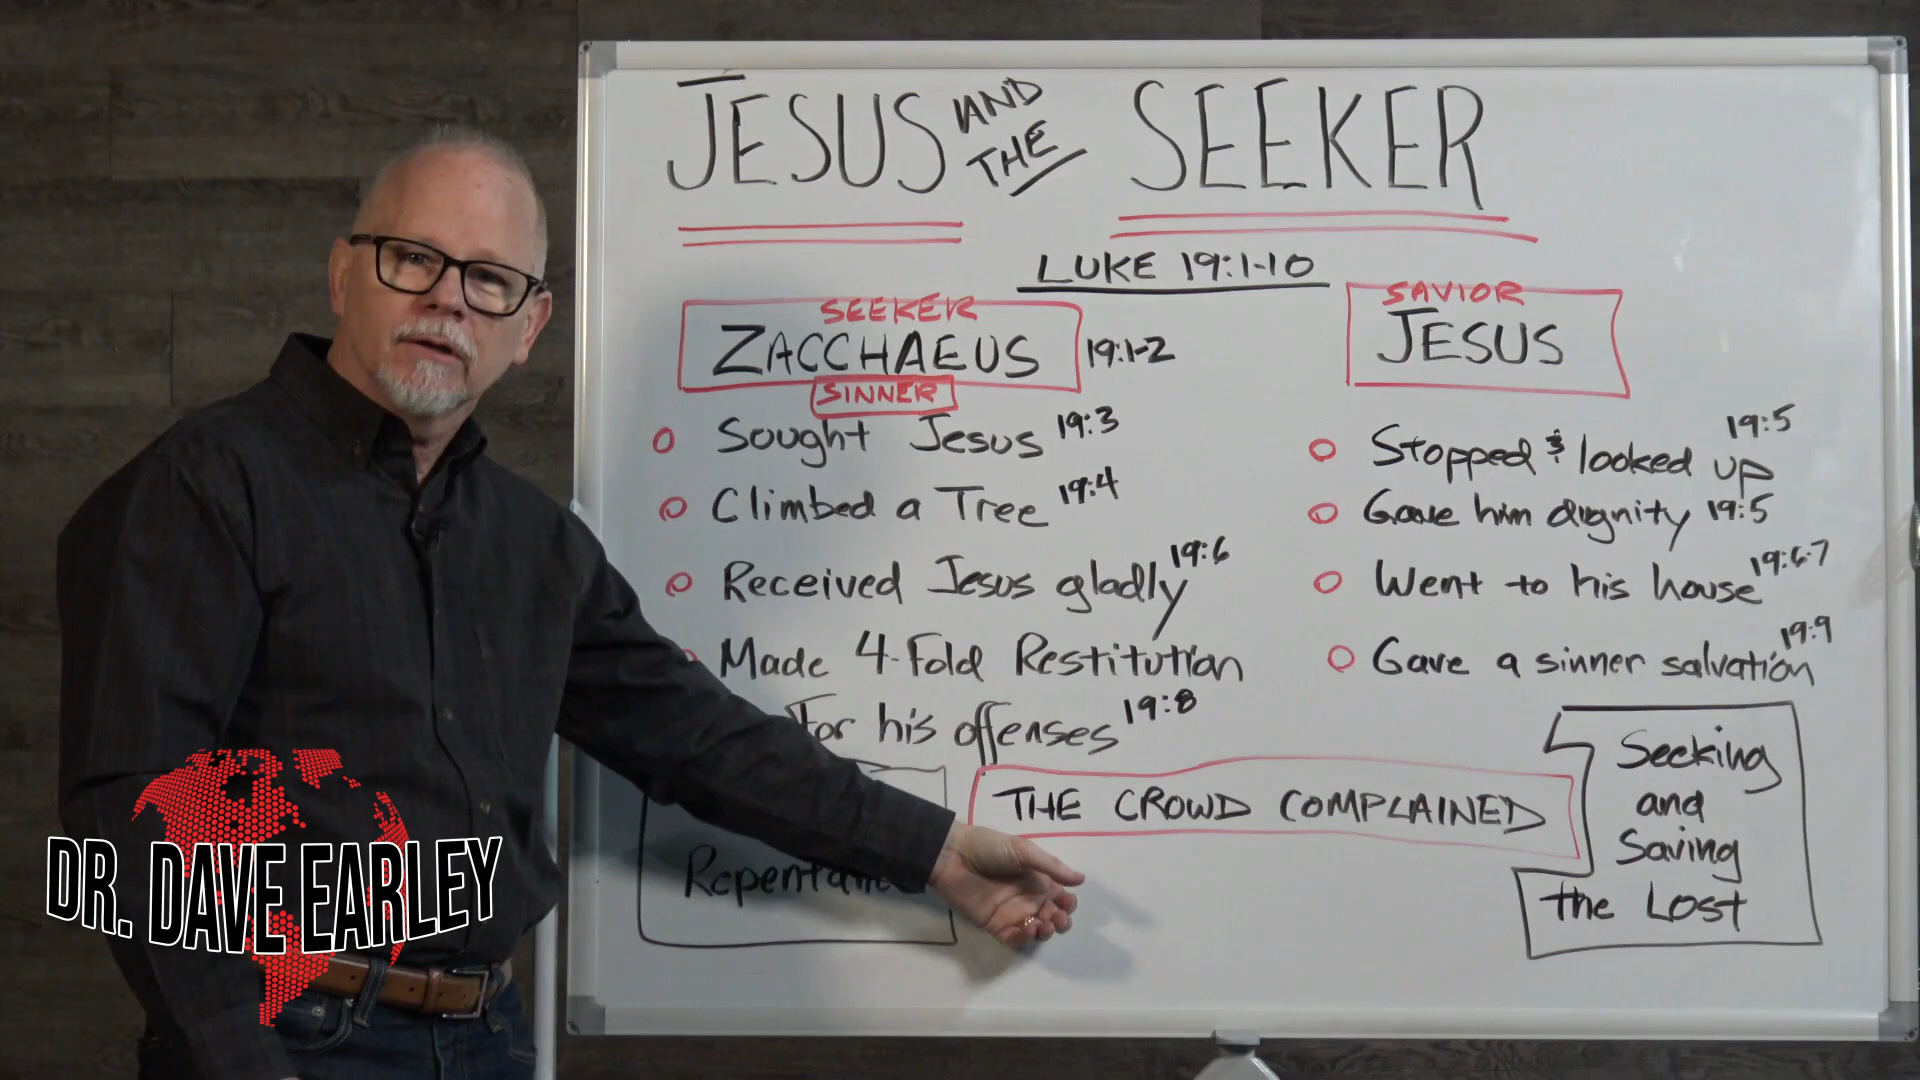 JESUS AND THE SEEKER
LUKE 19:1-10
SEEKER
ZACCHAEUS 19:1-2
SINNER
Sought Jesus 19:3
Climbed a Tree 19:4
Received Jesus gladly 19:6
Made 4-Fold Restitution
For his offenses 19:8
SAVIOR
JESUS
Stopped & looked up 19:5
Gave him dignity 19:5
Went to his house 19:6-7
Gave a sinner salvation 19:9
THE CROWD COMPLAINED
Seeking
and
Saving
the Lost
DR. DAVE EARLEY